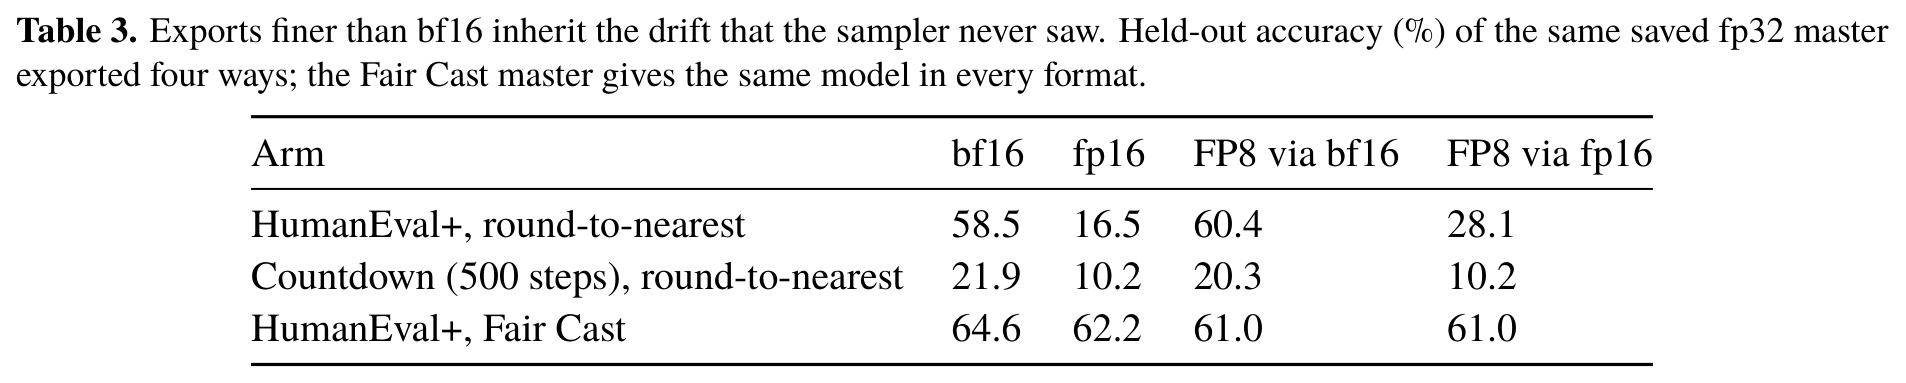 Table 3. Exports finer than bf16 inherit the drift that the sampler never saw. Held-out accuracy (%) of the same saved fp32 master
exported four ways; the Fair Cast master gives the same model in every format.
Arm bf16 fp16 FP8 via bf16 FP8 via fp16
HumanEval+, round-to-nearest 58.5 16.5 60.4 28.1
Countdown (500 steps), round-to-nearest 21.9 10.2 20.3 10.2
HumanEval+, Fair Cast 64.6 62.2 61.0 61.0